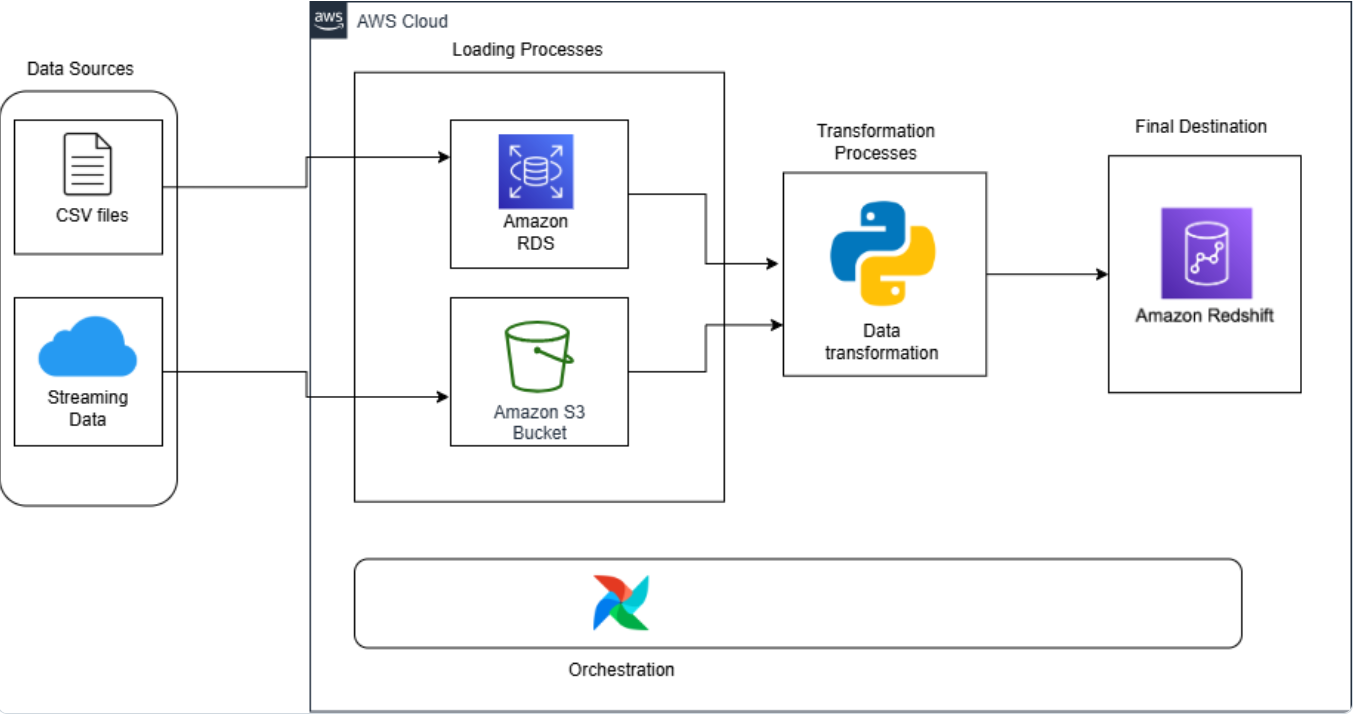 aws
AWS Cloud
Loading Processes
Data Sources
CSV files
Streaming
Data
Amazon
RDS
Amazon S3
Bucket
Transformation
Processes
Data
transformation
Final Destination
Amazon Redshift
Orchestration